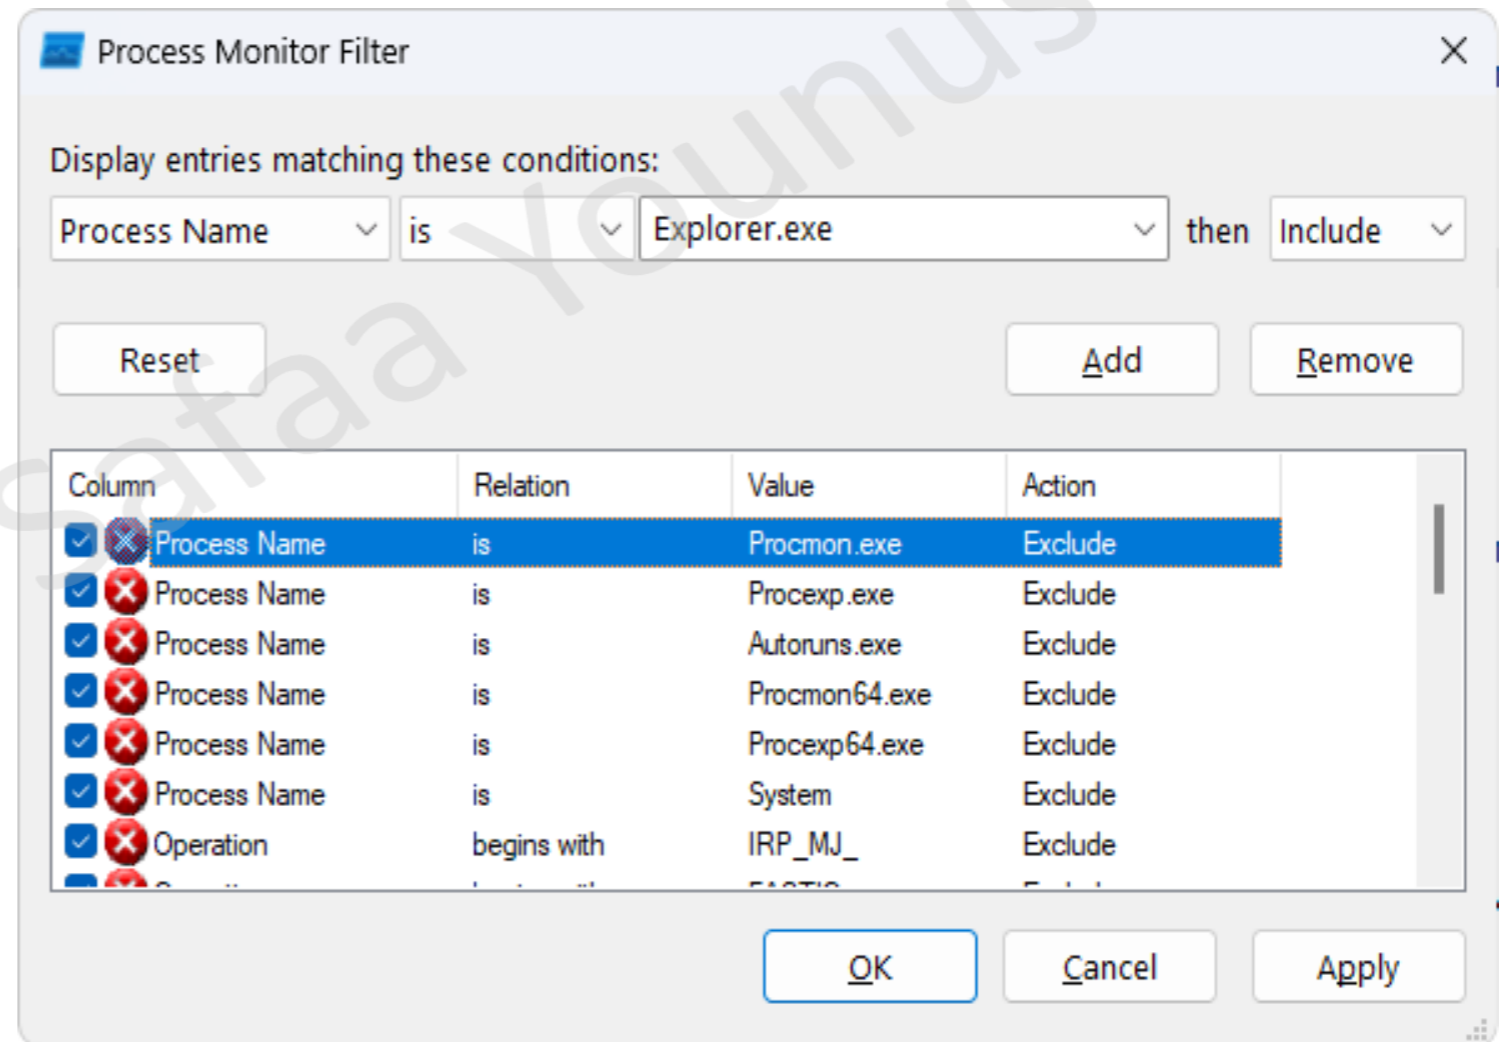 Process Monitor Filter
Display entries matching these conditions:
Process Name is Explorer.exe then Include
Reset Add Remove
Column Relation Value Action
Process Name is Procmon.exe Exclude
Process Name is Procexp.exe Exclude
Process Name is Autoruns.exe Exclude
Process Name is Procmon64.exe Exclude
Process Name is Procexp64.exe Exclude
Process Name is System Exclude
Operation begins with IRP_MJ_ Exclude
OK Cancel Apply
Safaa Younus